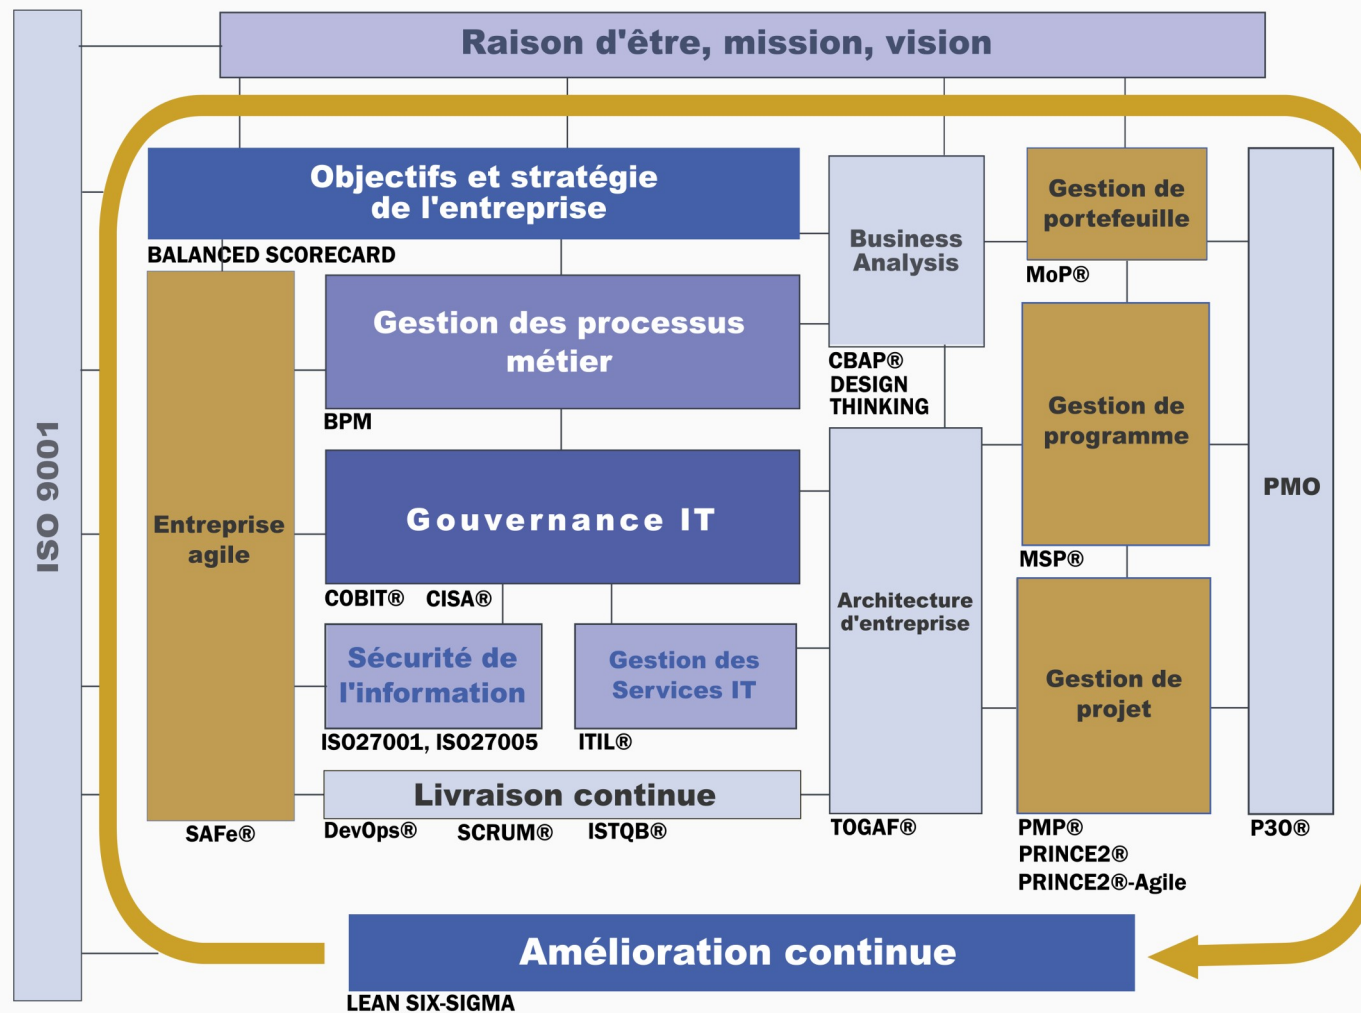 Raison d'être, mission, vision
ISO 9001
Objectifs et stratégie
de l'entreprise
BALANCED SCORECARD
Entreprise
agile
SAFe®
Gestion des processus
métier
BPM
Gouvernance IT
COBIT® CISA®
Sécurité de
l'information
ISO27001, ISO27005
Gestion des
Services IT
ITIL®
Livraison continue
DevOps® SCRUM® ISTQB®
Business
Analysis
CBAP®
DESIGN
THINKING
Architecture
d'entreprise
TOGAF®
Gestion de
portefeuille
MoP®
Gestion de
programme
MSP®
Gestion de
projet
PMP®
PRINCE2®
PRINCE2®-Agile
PMO
P3O®
Amélioration continue
LEAN SIX-SIGMA